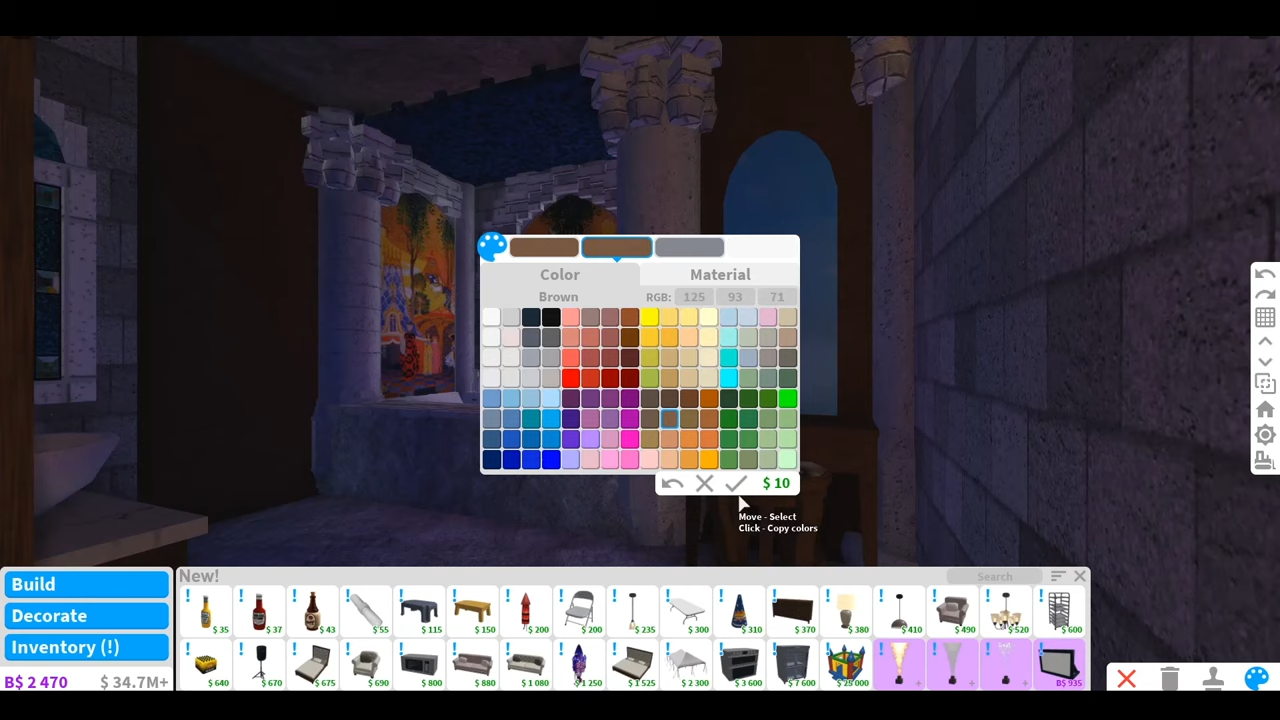 Color
Material
Brown
RGB: 125 93 71
$ 10
Move - Select
Click - Copy colors
New!
Search
Build
Decorate
Inventory (!)
B$ 2 470 $ 34.7M+
! $ 35 ! $ 37 ! $ 43 ! $ 55 ! $ 115 ! $ 150 ! $ 200 ! $ 200 ! $ 235 ! $ 300 ! $ 310 ! $ 370 ! $ 380 ! $ 410 ! $ 490 ! $ 520 ! $ 600
! $ 640 ! $ 670 ! $ 675 ! $ 690 ! $ 800 ! $ 880 ! $ 1 080 ! $ 1 250 ! $ 1 525 ! $ 2 300 ! $ 3 600 ! $ 7 600 ! $ 25 000 ! + ! + ! + ! B$ 935